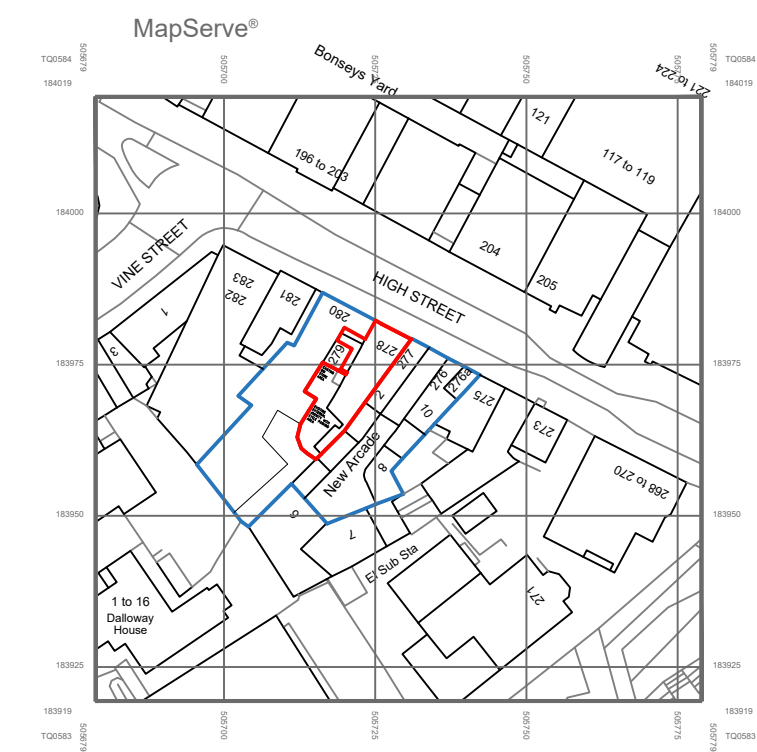 MapServe®
505679
TQ0584
184019
505700
505725
505750
505775
505779
TQ0584
184019
Bonseys Yard
221 to 224
121
196 to 203
117 to 119
184000
184000
VINE STREET
204
205
HIGH STREET
283
282
281
280
1
3
279
278
277
183975
183975
276
276a
275
2
10
273
New Arcade
8
268 to 270
183950
183950
9
7
El Sub Sta
271
1 to 16
Dalloway
House
183925
183925
183919
TQ0583
505679
505700
505725
505750
505775
505779
183919
TQ0583